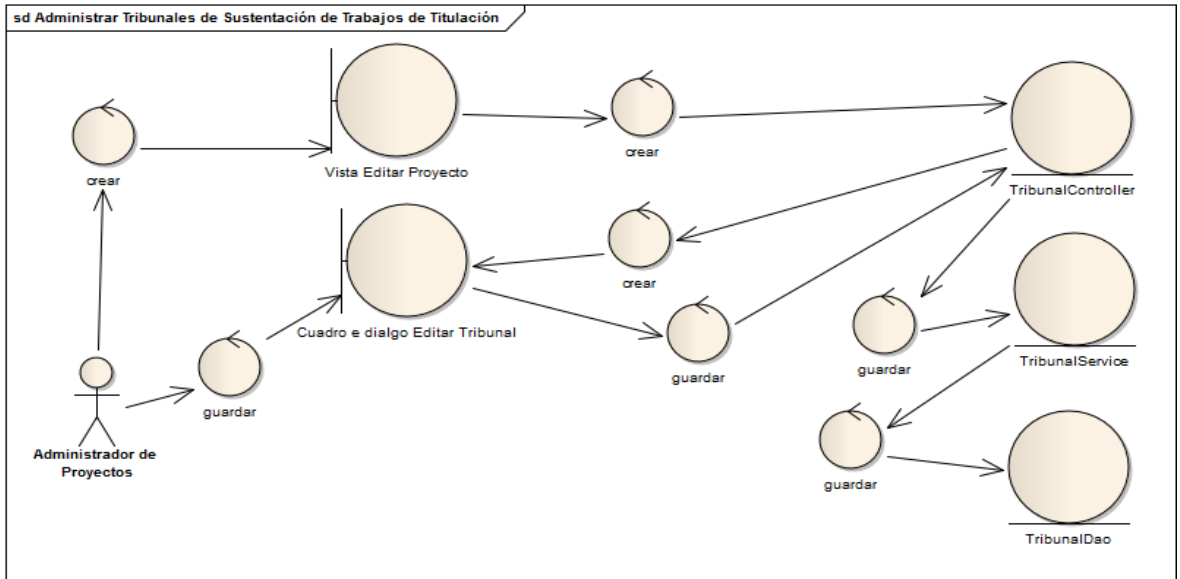 sd Administrar Tribunales de Sustentación de Trabajos de Titulación
crear
Vista Editar Proyecto
crear
TribunalController
crear
Cuadro e dialgo Editar Tribunal
guardar
guardar
guardar
TribunalService
Administrador de
Proyectos
guardar
TribunalDao